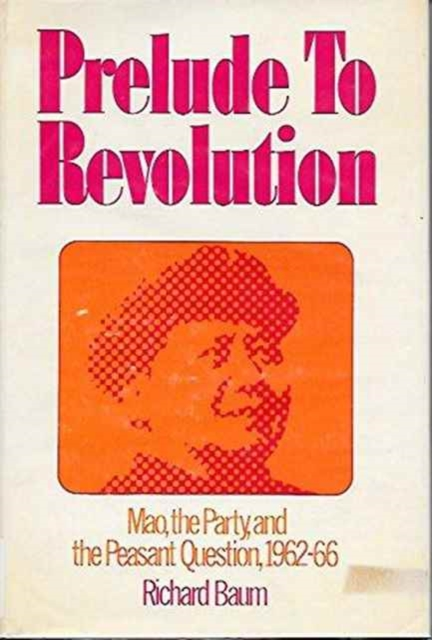 Prelude To
Revolution
Mao, the Party, and
the Peasant Question, 1962-66
Richard Baum